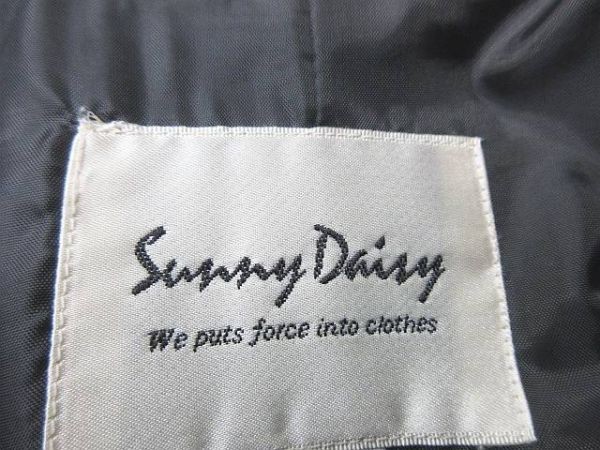 Sunny Daisy
We puts force into clothes